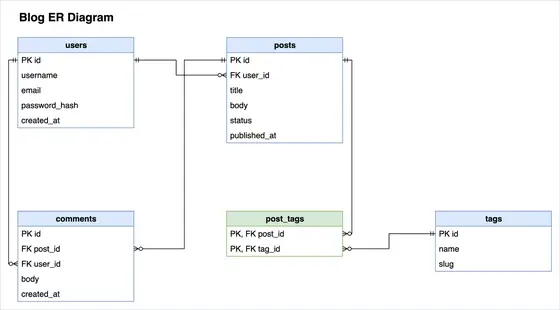 Blog ER Diagram
users
PK id
username
email
password_hash
created_at
posts
PK id
FK user_id
title
body
status
published_at
comments
PK id
FK post_id
FK user_id
body
created_at
post_tags
PK, FK post_id
PK, FK tag_id
tags
PK id
name
slug